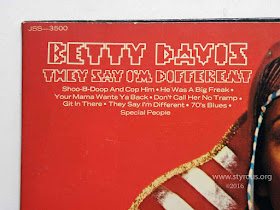 JSS—3500
BETTY DAVIS
THEY SAY I'M DIFFERENT
Shoo-B-Doop And Cop Him • He Was A Big Freak •
Your Mama Wants Ya Back • Don't Call Her No Tramp •
Git In There • They Say I'm Different • 70's Blues •
Special People
www.styrous.org
©2016